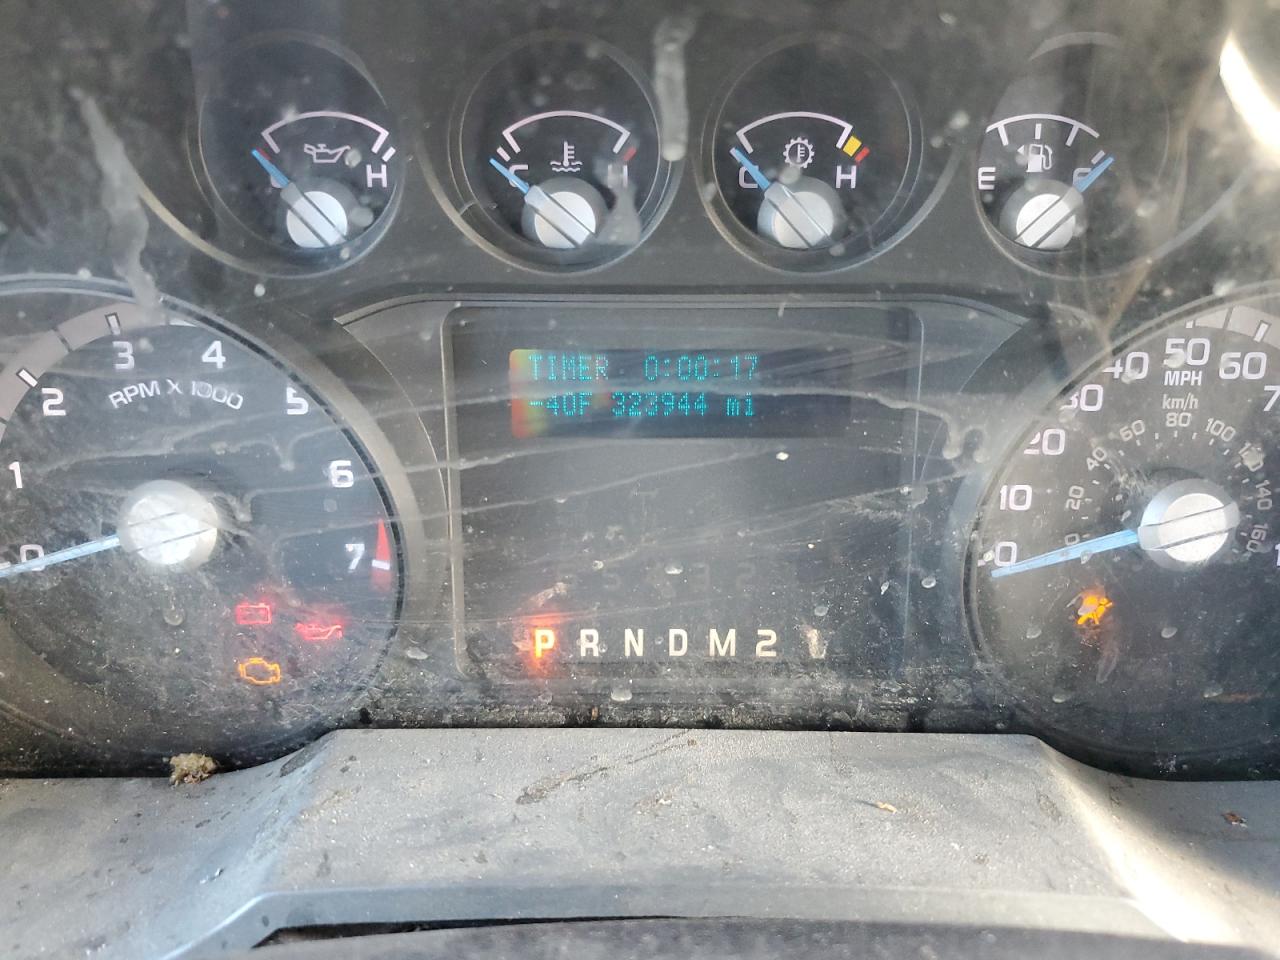 C H
C H
C H
E F
TIMER 0:00:17
-40F 323944 mi
0 1 2 3 4 5 6 7
RPM X 1000
P R N D M 2 1
0 10 20 30 40 50 60
MPH
km/h
0 20 40 60 80 100 120 140 160